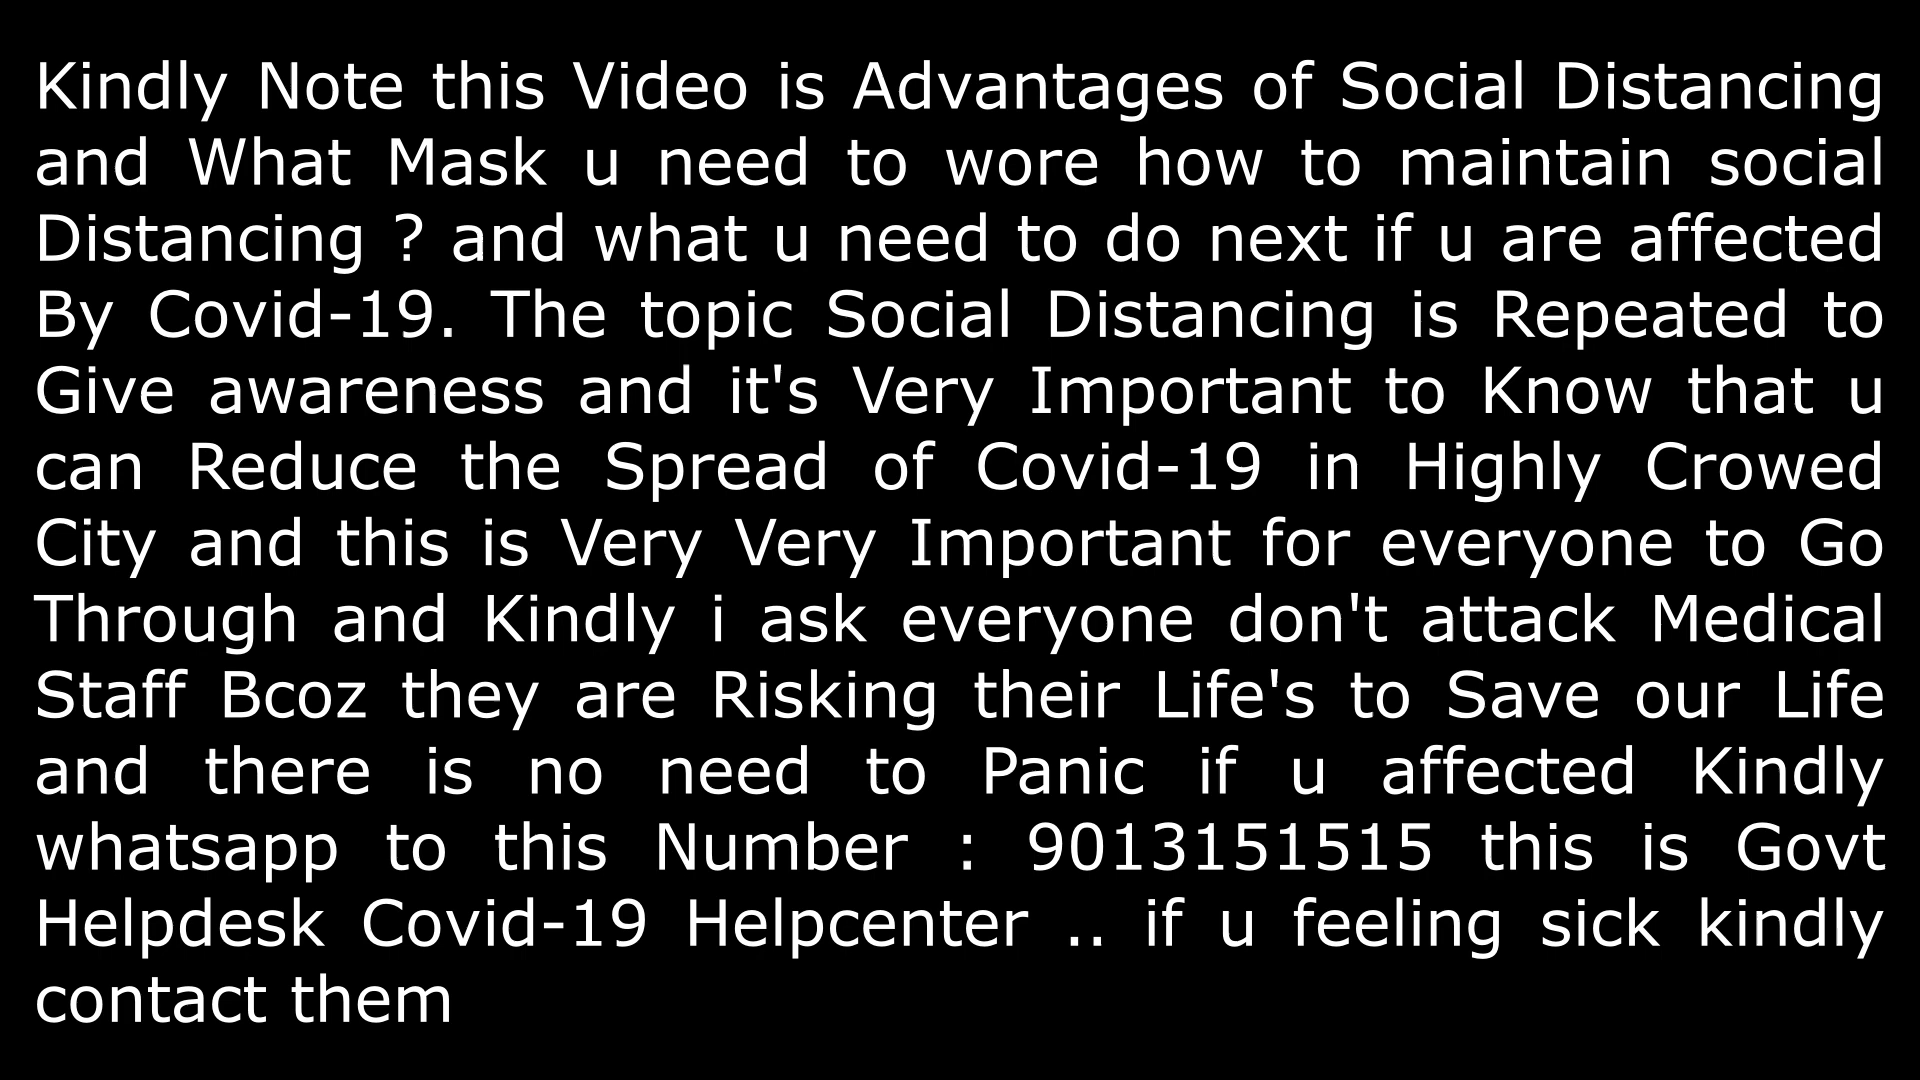 Kindly Note this Video is Advantages of Social Distancing
and What Mask u need to wore how to maintain social
Distancing ? and what u need to do next if u are affected
By Covid-19. The topic Social Distancing is Repeated to
Give awareness and it's Very Important to Know that u
can Reduce the Spread of Covid-19 in Highly Crowed
City and this is Very Very Important for everyone to Go
Through and Kindly i ask everyone don't attack Medical
Staff Bcoz they are Risking their Life's to Save our Life
and there is no need to Panic if u affected Kindly
whatsapp to this Number : 9013151515 this is Govt
Helpdesk Covid-19 Helpcenter .. if u feeling sick kindly
contact them